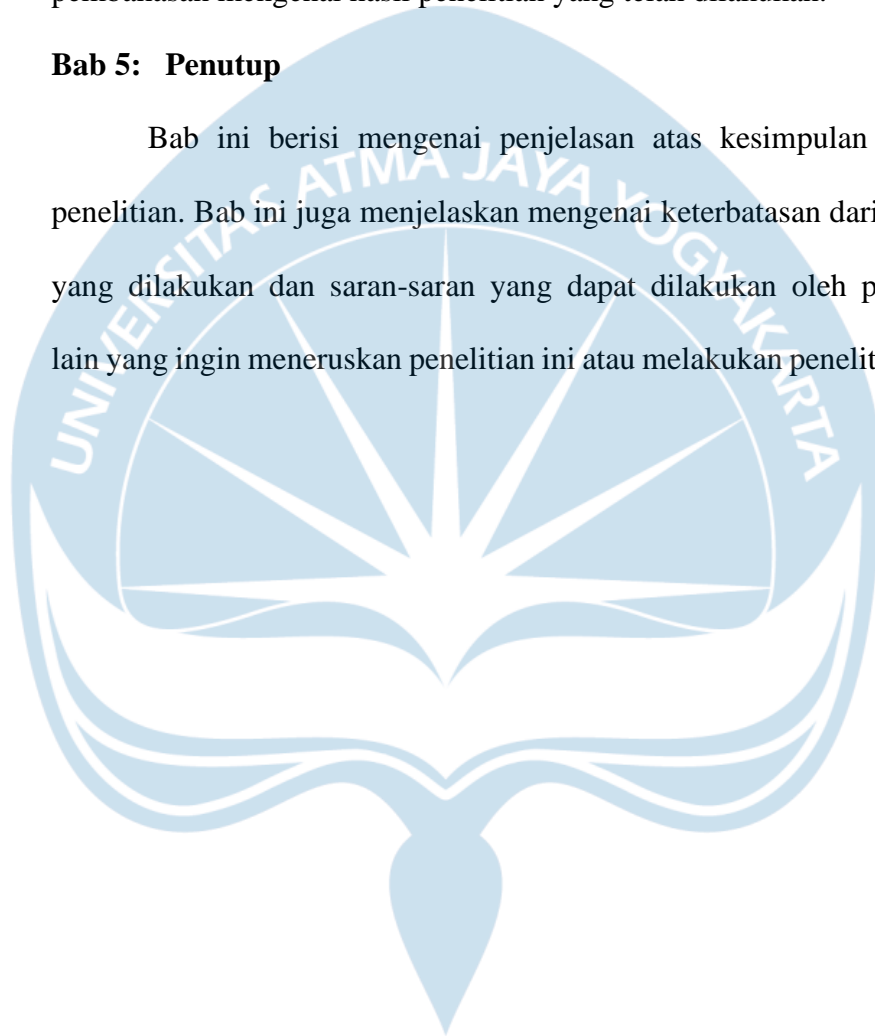 pembahasan mengenai hasil penelitian yang telah dilakukan.
Bab 5: Penutup
Bab ini berisi mengenai penjelasan atas kesimpulan
penelitian. Bab ini juga menjelaskan mengenai keterbatasan dari
yang dilakukan dan saran-saran yang dapat dilakukan oleh p
lain yang ingin meneruskan penelitian ini atau melakukan penelit
UNIVERSITAS ATMA JAYA YOGYAKARTA